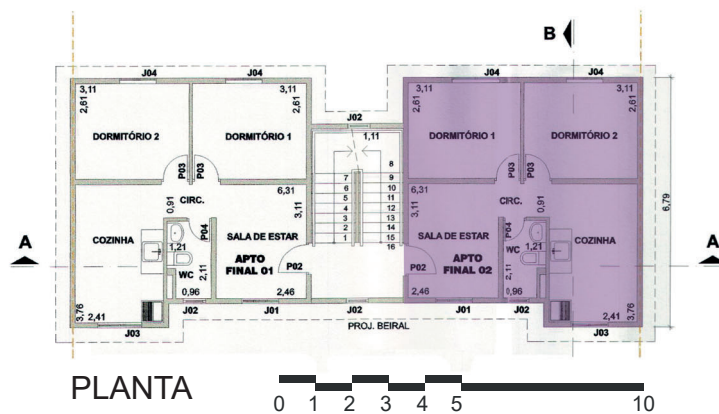 B
J04 J04 J04 J04
3,11 3,11 3,11 3,11
2,61 2,61 2,61 2,61
J02
1,11
DORMITÓRIO 2 DORMITÓRIO 1 DORMITÓRIO 1 DORMITÓRIO 2
P03 P03 P03 P03
8
7 9
6 10
5 11
4 12
3 13
2 14
1 15
16
6,31 6,31
3,11 3,11
CIRC. CIRC.
0,91 0,91
6,79
P04 P04
COZINHA SALA DE ESTAR SALA DE ESTAR COZINHA
A A
1,21 1,21
APTO APTO
FINAL 01 FINAL 02
WC WC
2,11 2,11
P02 P02
0,96 2,46 2,46 0,96
3,76 2,41 2,41 3,76
J02 J01 J02 J01 J02
J03 J03
PROJ. BEIRAL
PLANTA
0 1 2 3 4 5 10